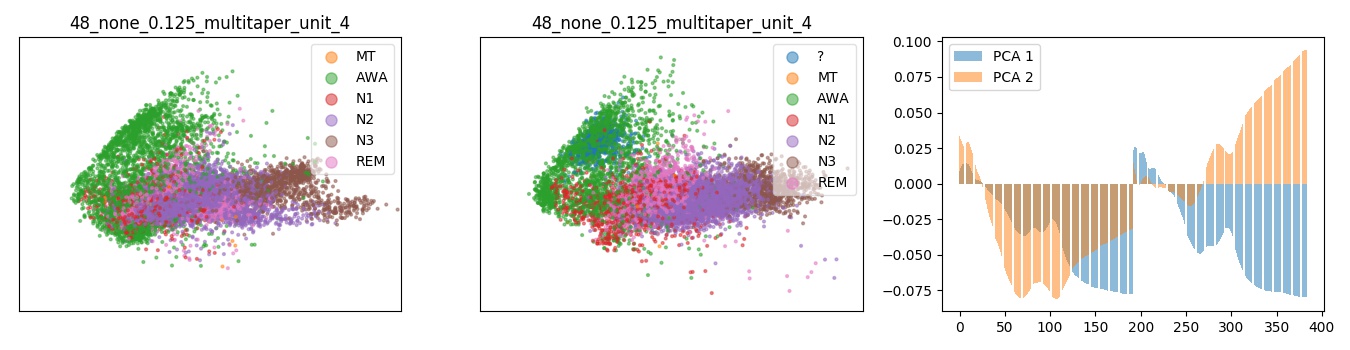 48_none_0.125_multitaper_unit_4
MT
AWA
N1
N2
N3
REM
48_none_0.125_multitaper_unit_4
?
MT
AWA
N1
N2
N3
REM
PCA 1
PCA 2
0.100
0.075
0.050
0.025
0.000
−0.025
−0.050
−0.075
0 50 100 150 200 250 300 350 400